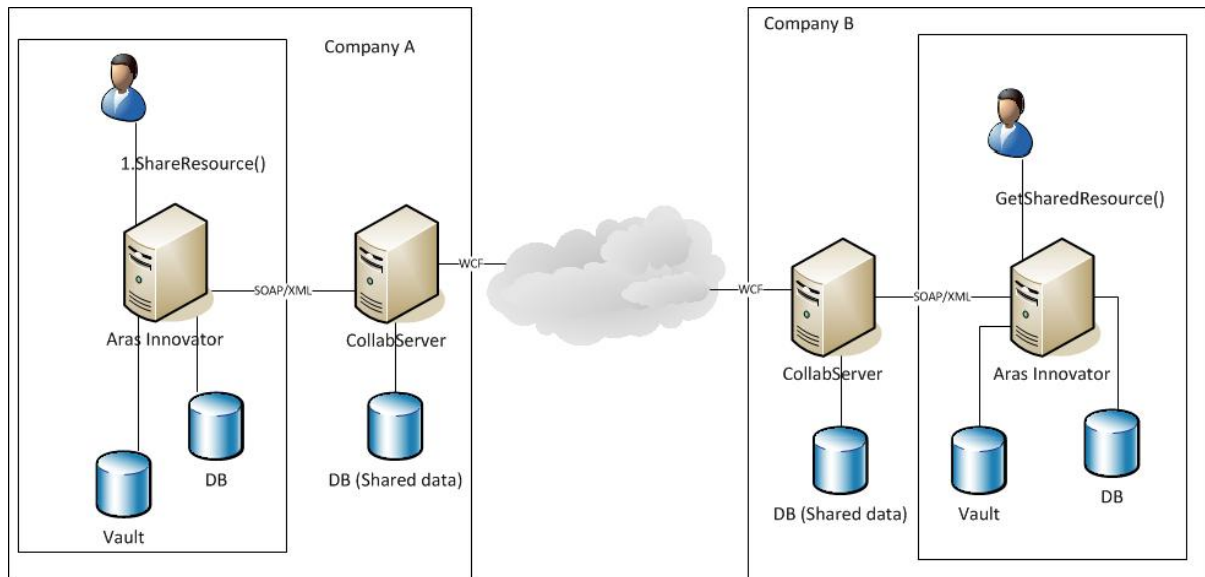 Company A
1.ShareResource()
Aras Innovator
SOAP/XML
CollabServer
WCF
DB
Vault
DB (Shared data)
Company B
GetSharedResource()
WCF
CollabServer
SOAP/XML
Aras Innovator
DB (Shared data)
Vault
DB